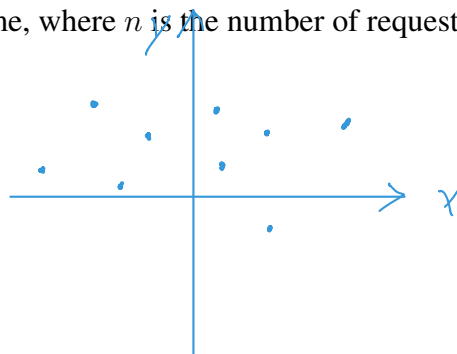 ne, where n is the number of request
y
x